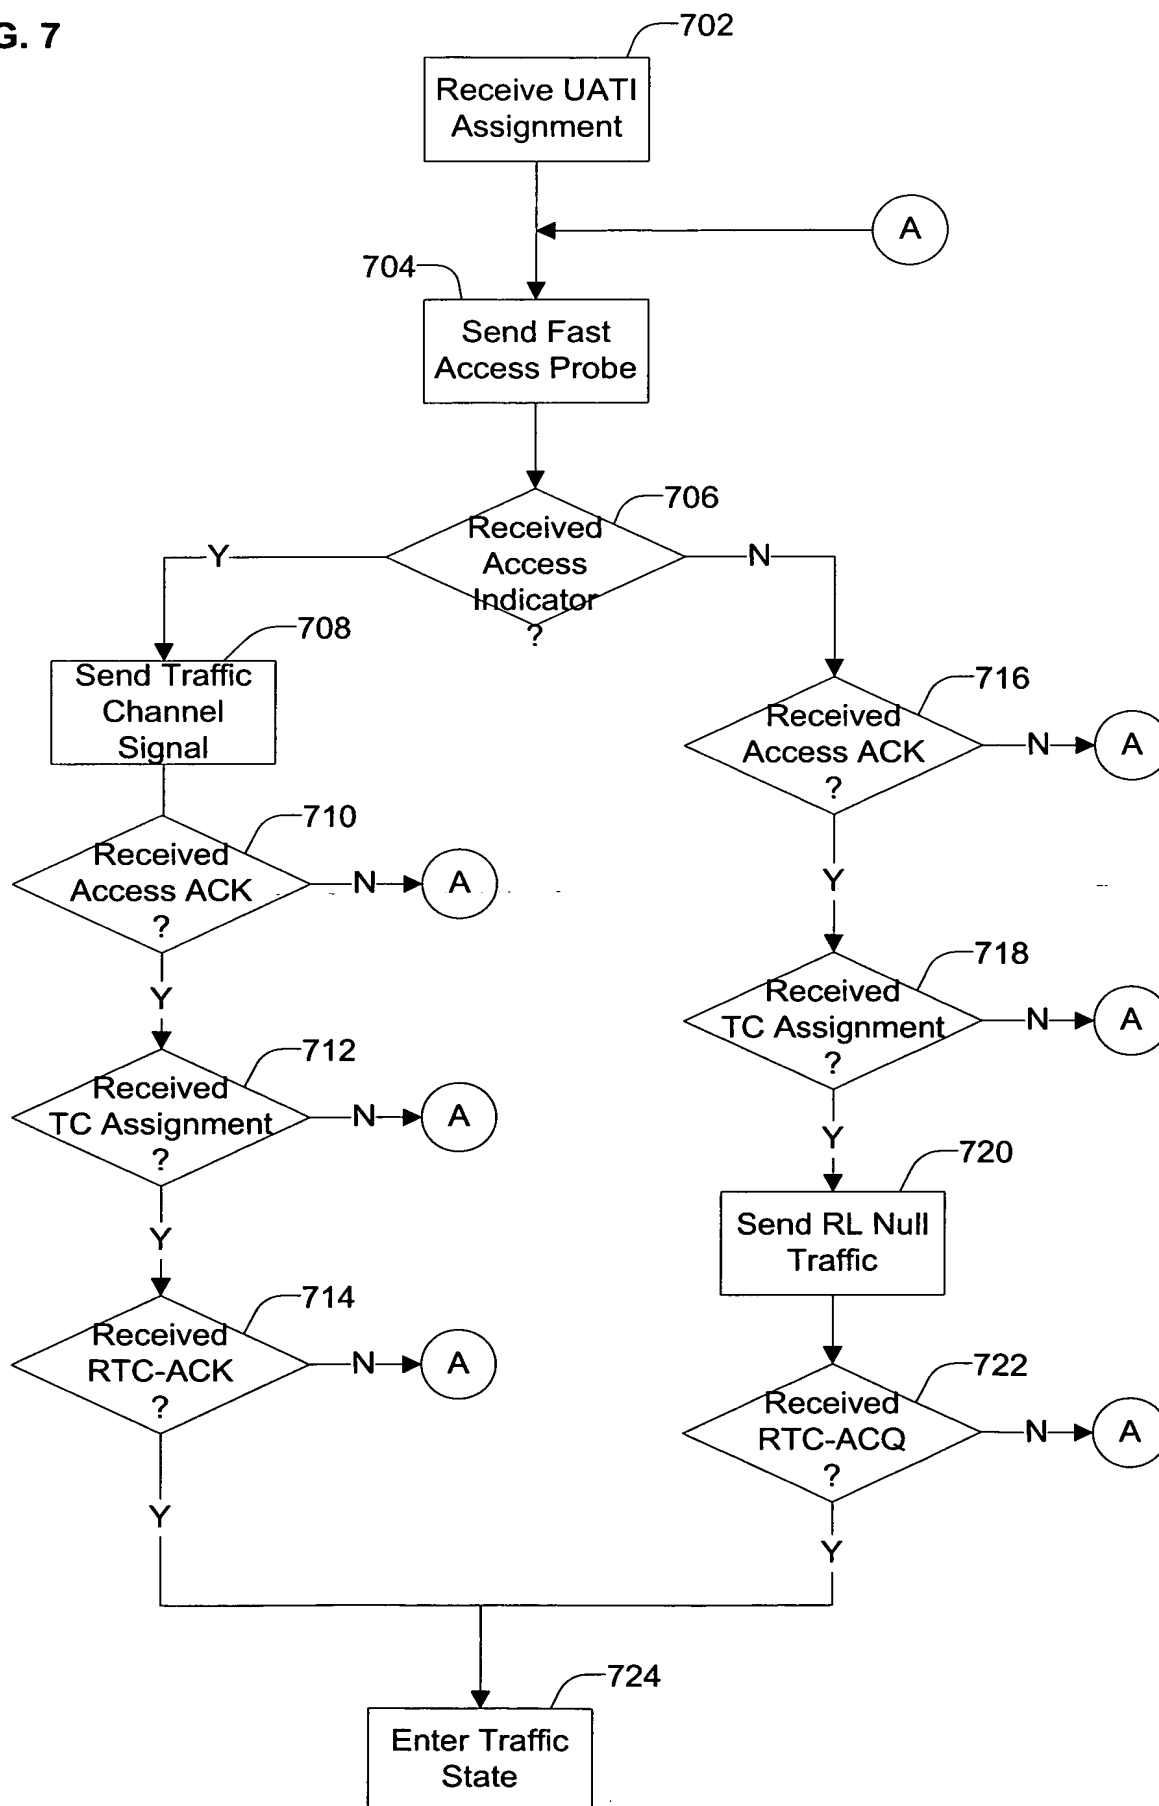 G. 7
702
Receive UATI
Assignment
A
704
Send Fast
Access Probe
706
Received
Access
Indicator
?
Y
N
708
Send Traffic
Channel
Signal
716
Received
Access ACK
?
N
A
710
Received
Access ACK
?
N
A
Y
Y
718
Received
TC Assignment
?
N
A
712
Received
TC Assignment
?
N
A
Y
720
Send RL Null
Traffic
Y
714
Received
RTC-ACK
?
N
A
722
Received
RTC-ACQ
?
N
A
Y
Y
724
Enter Traffic
State